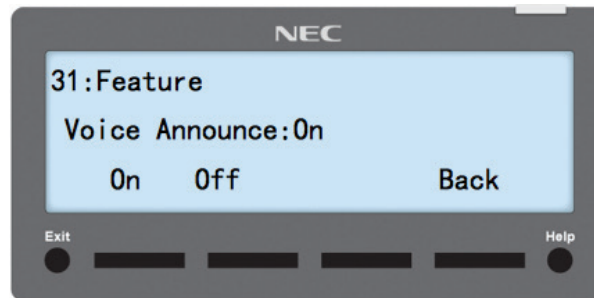 NEC
31:Feature
Voice Announce:On
On Off Back
Exit Help